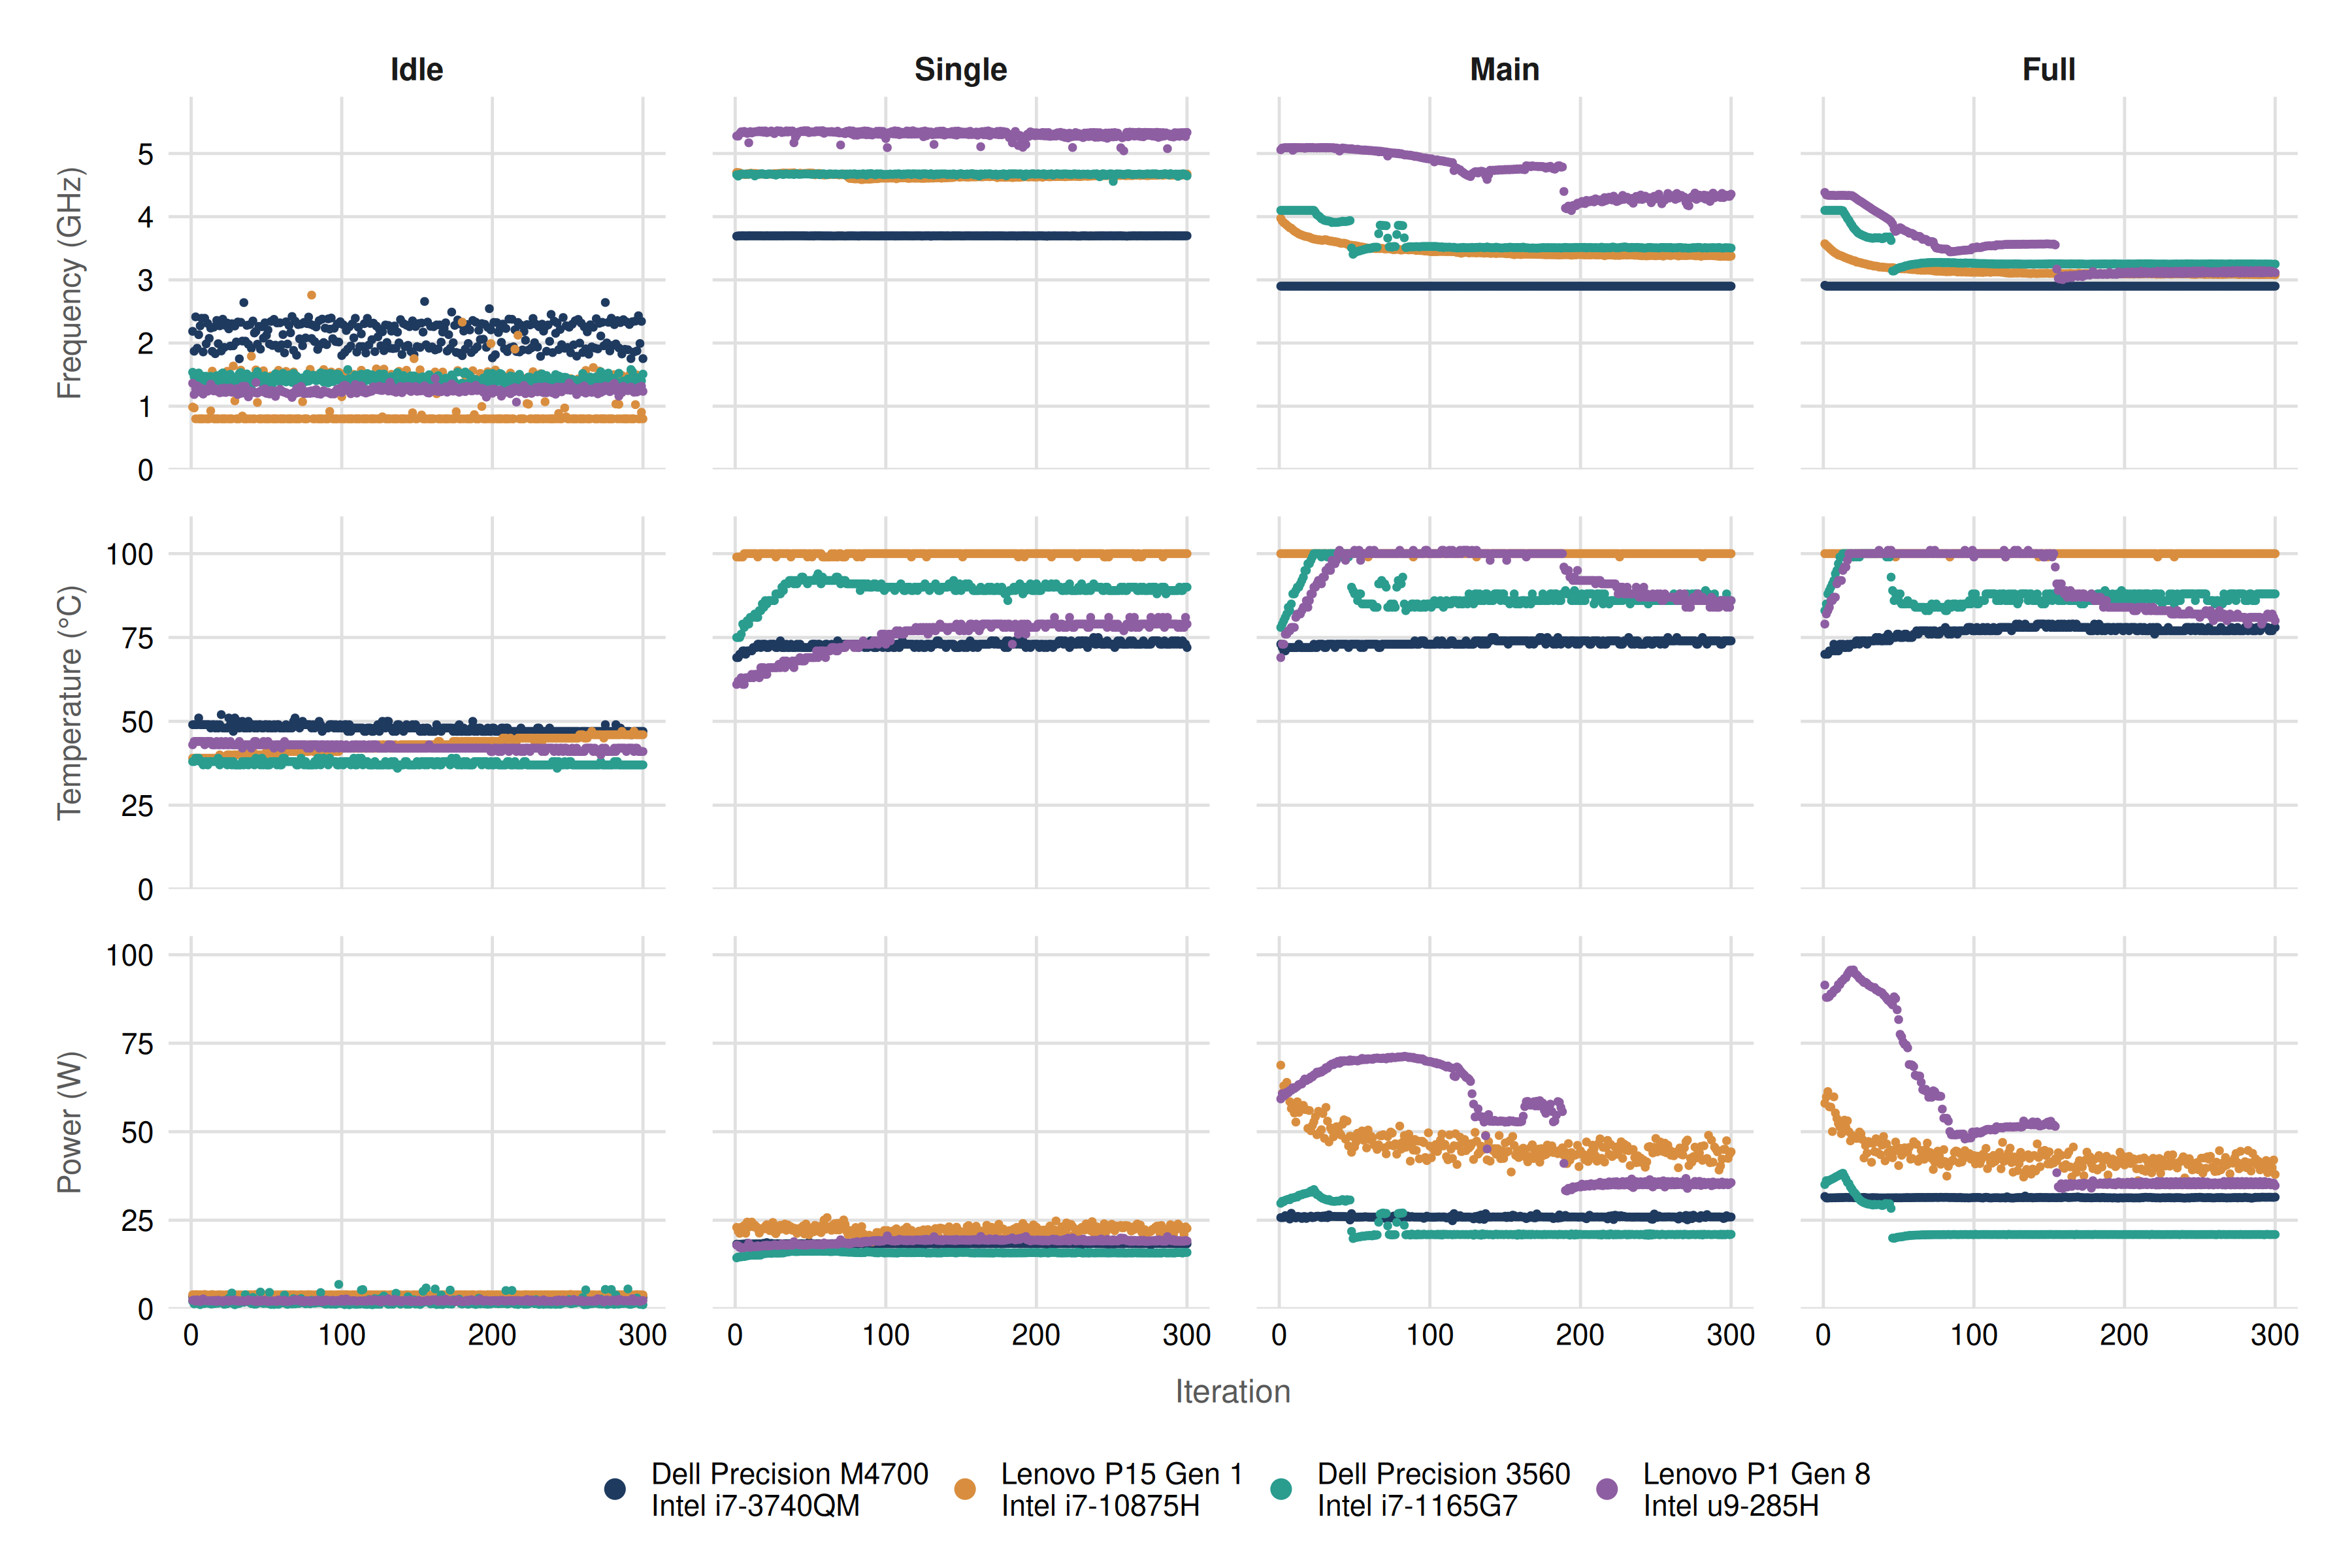 Idle Single Main Full
Frequency (GHz)
5
4
3
2
1
0
Temperature (°C)
100
75
50
25
0
Power (W)
100
75
50
25
0
0 100 200 300 0 100 200 300 0 100 200 300 0 100 200 300
Iteration
Dell Precision M4700 Lenovo P15 Gen 1 Dell Precision 3560 Lenovo P1 Gen 8
Intel i7-3740QM Intel i7-10875H Intel i7-1165G7 Intel u9-285H